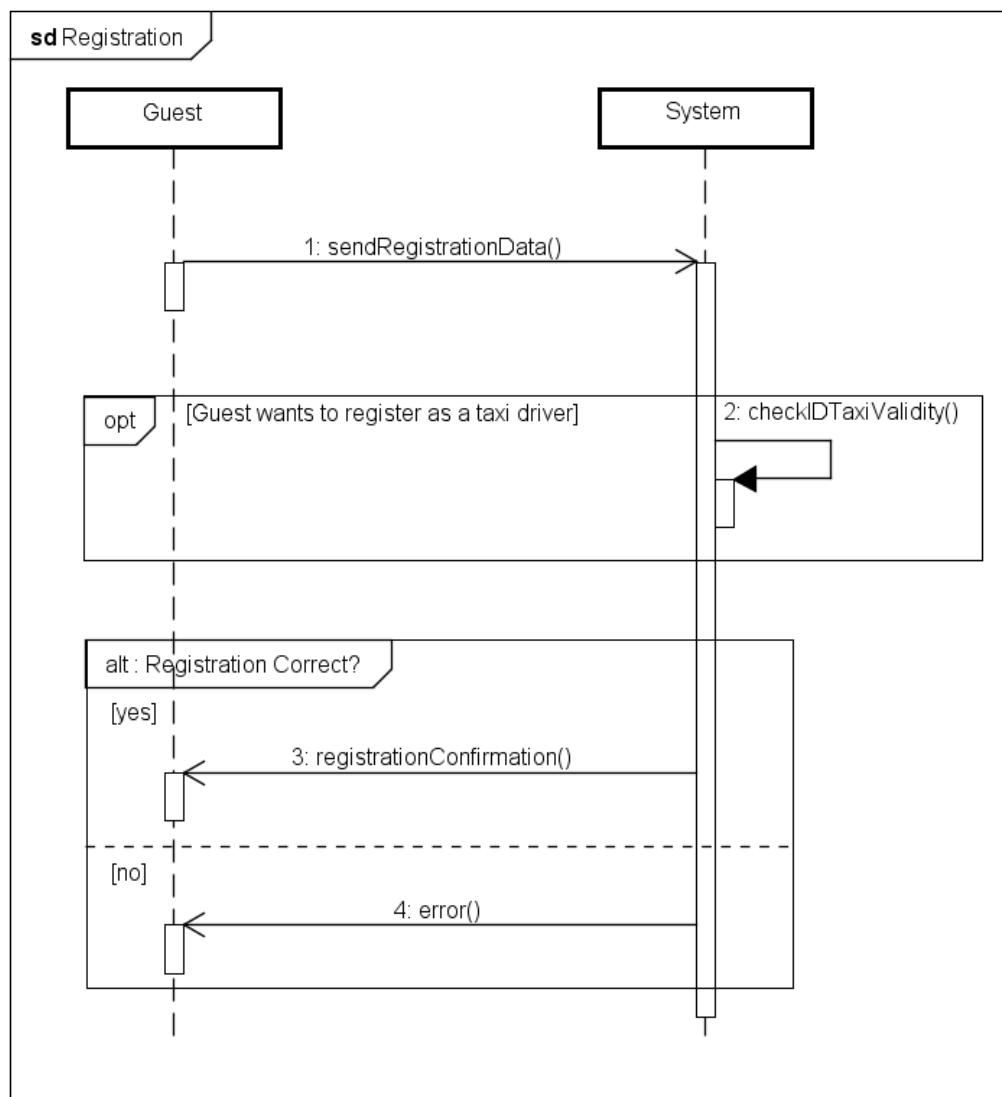 sd Registration
Guest
System
1: sendRegistrationData()
opt
[Guest wants to register as a taxi driver]
2: checkIDTaxiValidity()
alt : Registration Correct?
[yes]
3: registrationConfirmation()
[no]
4: error()